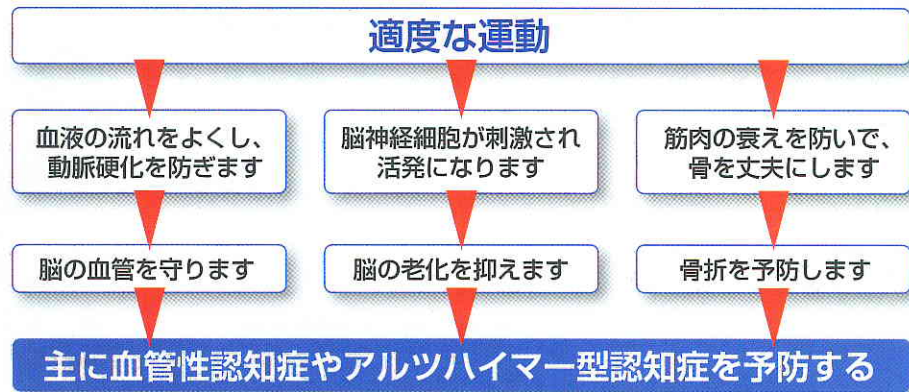 適度な運動
血液の流れをよくし、
動脈硬化を防ぎます
脳神経細胞が刺激され
活発になります
筋肉の衰えを防いで、
骨を丈夫にします
脳の血管を守ります
脳の老化を抑えます
骨折を予防します
主に血管性認知症やアルツハイマー型認知症を予防する